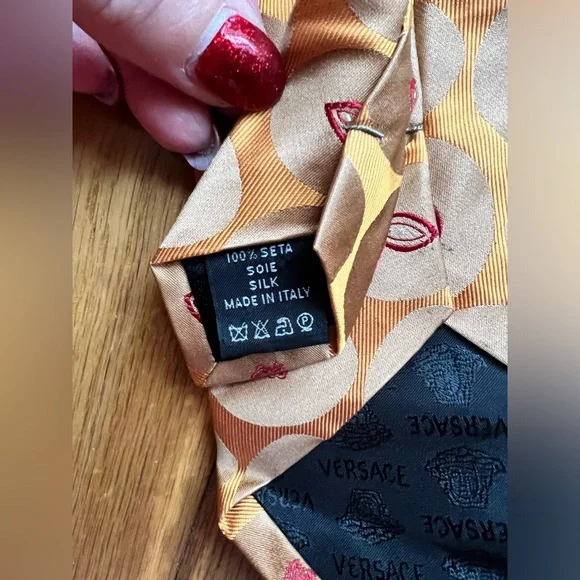 100% SETA
SOIE
SILK
MADE IN ITALY
P
VERSACE
VERSACE
VERSACE
VERSACE